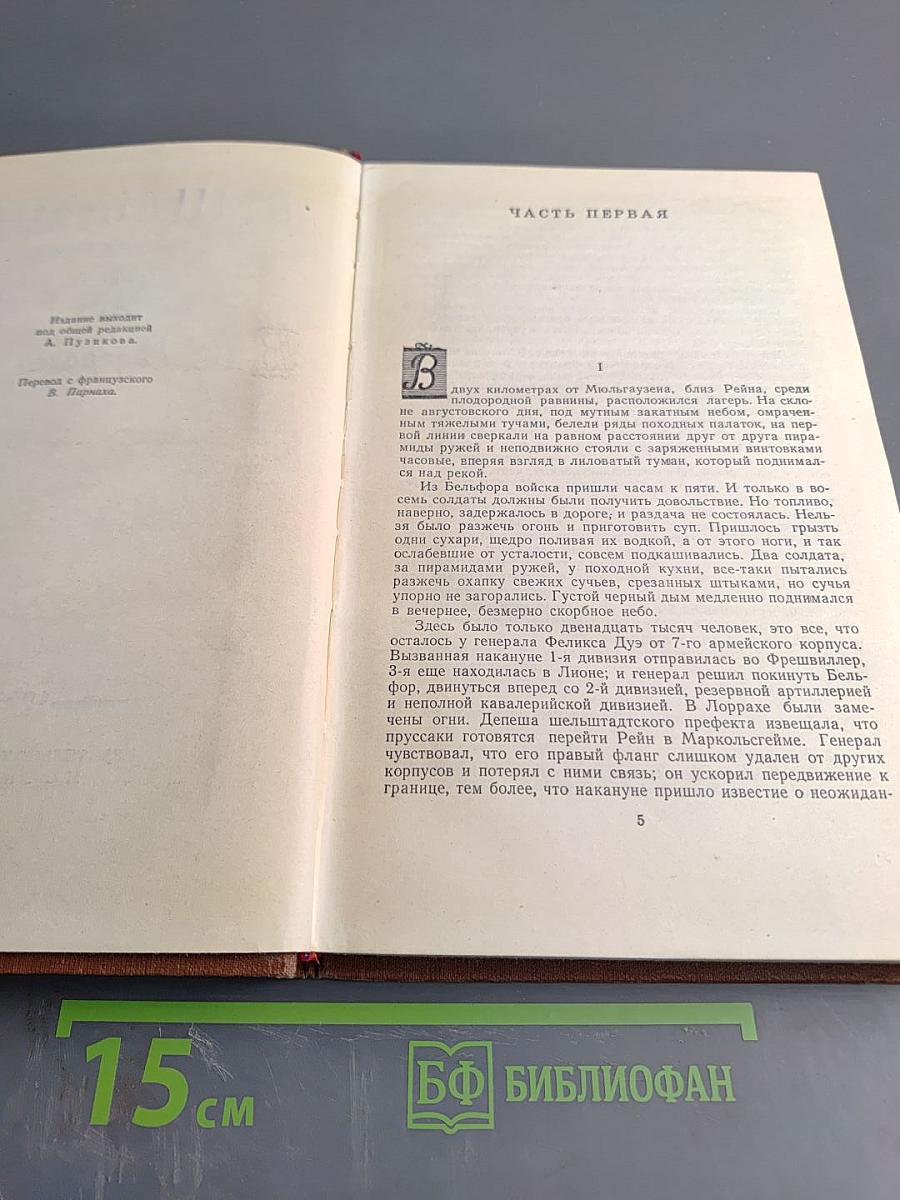 Издание выходит
под общей редакцией
А. Пузикова.
Перевод с французского
В. Парнаха.
ЧАСТЬ ПЕРВАЯ
I
В двух километрах от Мюльгаузена, близ Рейна, среди
плодородной равнины, расположился лагерь. На скло-
не августовского дня, под мутным закатным небом, омрачен-
ным тяжелыми тучами, белели ряды походных палаток, на пер-
вой линии сверкали на равном расстоянии друг от друга пира-
миды ружей и неподвижно стояли с заряженными винтовками
часовые, вперяя взгляд в лиловатый туман, который поднимал-
ся над рекой.
Из Бельфора войска пришли часам к пяти. И только в во-
семь солдаты должны были получить довольствие. Но топливо,
наверно, задержалось в дороге, и раздача не состоялась. Нель-
зя было разжечь огонь и приготовить суп. Пришлось грызть
одни сухари, щедро поливая их водкой, а от этого ноги, и так
ослабевшие от усталости, совсем подкашивались. Два солдата,
за пирамидами ружей, у походной кухни, все-таки пытались
разжечь охапку свежих сучьев, срезанных штыками, но сучья
упорно не загорались. Густой черный дым медленно поднимался
в вечернее, безмерно скорбное небо.
Здесь было только двенадцать тысяч человек, это все, что
осталось у генерала Феликса Дуэ от 7-го армейского корпуса.
Вызванная накануне 1-я дивизия отправилась во Фрешвиллер,
3-я еще находилась в Лионе; и генерал решил покинуть Бель-
фор, двинуться вперед со 2-й дивизией, резервной артиллерией
и неполной кавалерийской дивизией. В Лоррахе были заме-
чены огни. Депеша шельштадтского префекта извещала, что
пруссаки готовятся перейти Рейн в Маркольсгейме. Генерал
чувствовал, что его правый фланг слишком удален от других
корпусов и потерял с ними связь; он ускорил передвижение к
границе, тем более, что накануне пришло известие о неожидан-
5
15 см
БФ БИБЛИОФАН